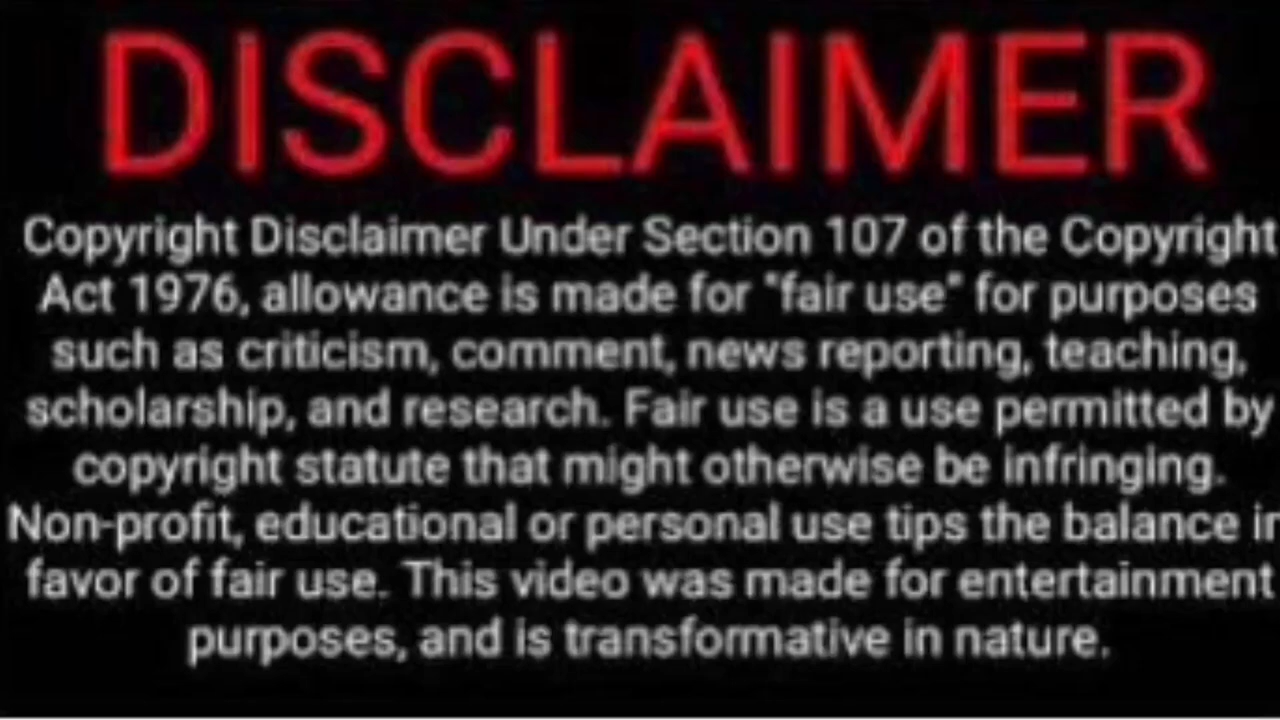 DISCLAIMER
Copyright Disclaimer Under Section 107 of the Copyright
Act 1976, allowance is made for "fair use" for purposes
such as criticism, comment, news reporting, teaching,
scholarship, and research. Fair use is a use permitted by
copyright statute that might otherwise be infringing.
Non-profit, educational or personal use tips the balance in
favor of fair use. This video was made for entertainment
purposes, and is transformative in nature.